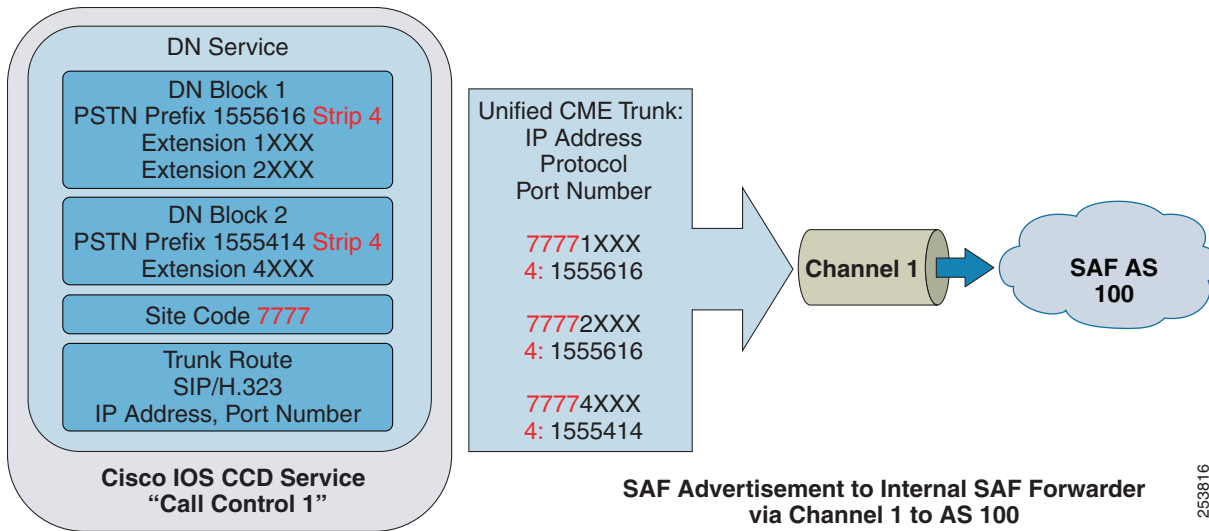 DN Service
DN Block 1
PSTN Prefix 1555616 Strip 4
Extension 1XXX
Extension 2XXX
DN Block 2
PSTN Prefix 1555414 Strip 4
Extension 4XXX
Site Code 7777
Trunk Route
SIP/H.323
IP Address, Port Number
Cisco IOS CCD Service
“Call Control 1”
Unified CME Trunk:
IP Address
Protocol
Port Number
77771XXX
4: 1555616
77772XXX
4: 1555616
77774XXX
4: 1555414
Channel 1
SAF AS
100
SAF Advertisement to Internal SAF Forwarder
via Channel 1 to AS 100
253816